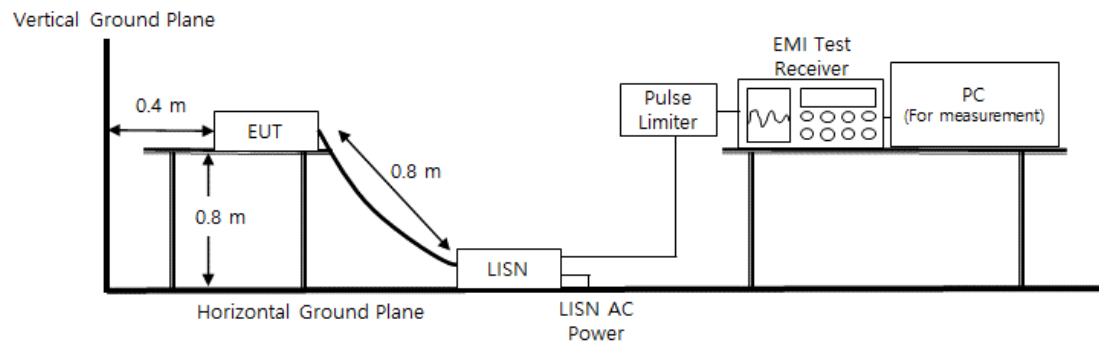 Vertical Ground Plane
EMI Test
Receiver
0.4 m
EUT
Pulse
Limiter
PC
(For measurement)
0.8 m
0.8 m
LISN
Horizontal Ground Plane
LISN AC
Power